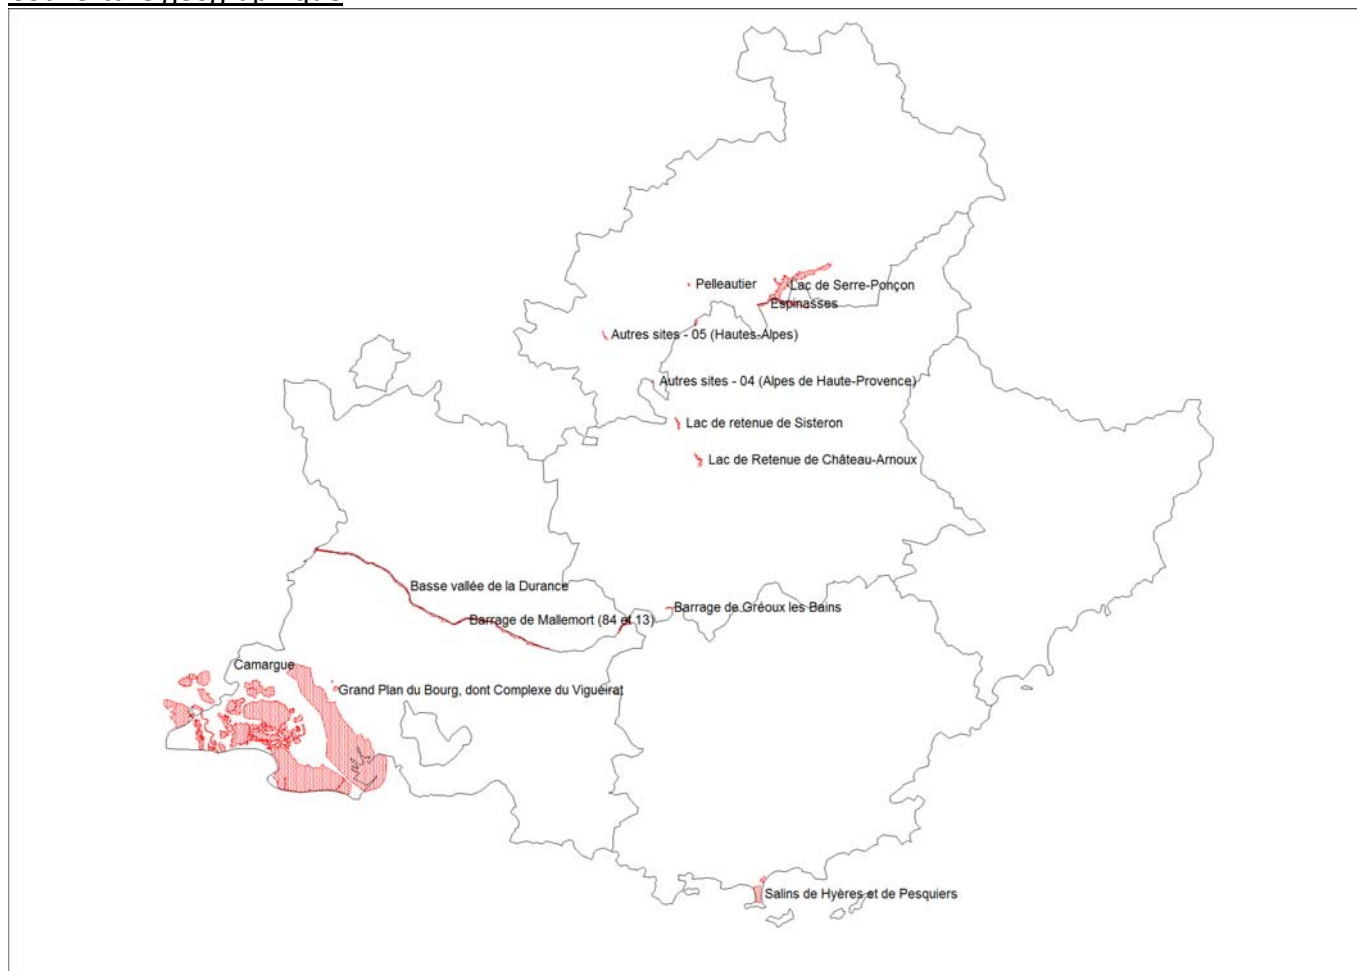 Pelleautier
Lac de Serre-Ponçon
Espinasses
Autres sites - 05 (Hautes-Alpes)
Autres sites - 04 (Alpes de Haute-Provence)
Lac de retenue de Sisteron
Lac de Retenue de Château-Arnoux
Basse vallée de la Durance
Barrage de Gréoux les Bains
Barrage de Mallemort (84 et 13)
Camargue
Grand Plan du Bourg, dont Complexe du Vigueirat
Salins de Hyères et de Pesquiers